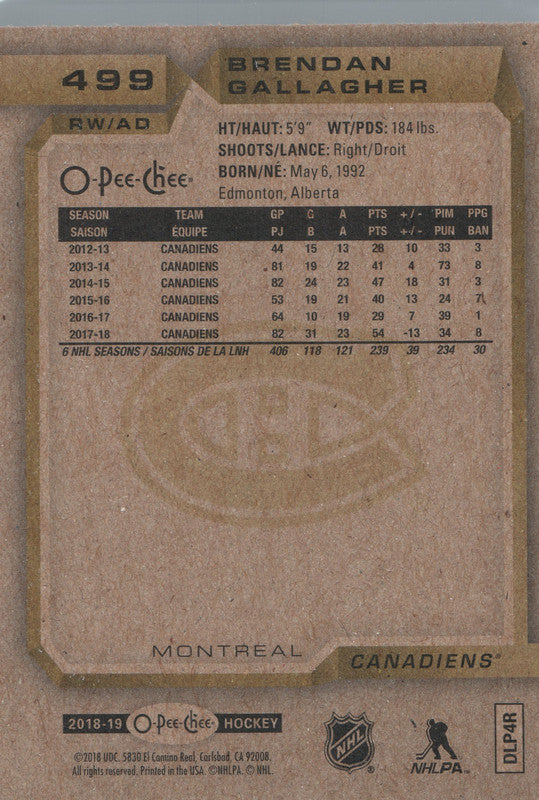 499
BRENDAN
GALLAGHER
RW/AD
O-Pee-Chee®
HT/HAUT: 5'9" WT/PDS: 184 lbs.
SHOOTS/LANCE: Right/Droit
BORN/NÉ: May 6, 1992
Edmonton, Alberta
SEASON TEAM GP G A PTS +/- PIM PPG
SAISON ÉQUIPE PJ B A PTS +/- PUN BAN
2012-13 CANADIENS 44 15 13 28 10 33 3
2013-14 CANADIENS 81 19 22 41 4 73 8
2014-15 CANADIENS 82 24 23 47 18 31 3
2015-16 CANADIENS 53 19 21 40 13 24 7
2016-17 CANADIENS 64 10 19 29 7 39 1
2017-18 CANADIENS 82 31 23 54 -13 34 8
6 NHL SEASONS / SAISONS DE LA LNH 406 118 121 239 39 234 30
MONTREAL
CANADIENS®
2018-19 O-Pee-Chee® HOCKEY
©2018 UDC. 5830 El Camino Real, Carlsbad, CA 92008.
All rights reserved. Printed in the USA. ©NHLPA. © NHL.
NHL®
NHLPA™
DLP4R